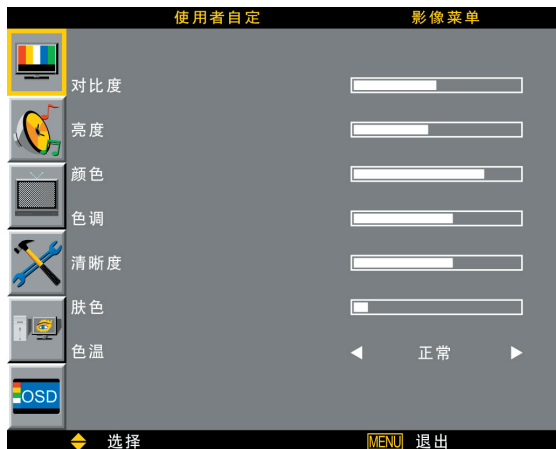 使用者自定 影像菜单
对比度
亮度
颜色
色调
清晰度
肤色
色温 正常
OSD
选择 MENU 退出